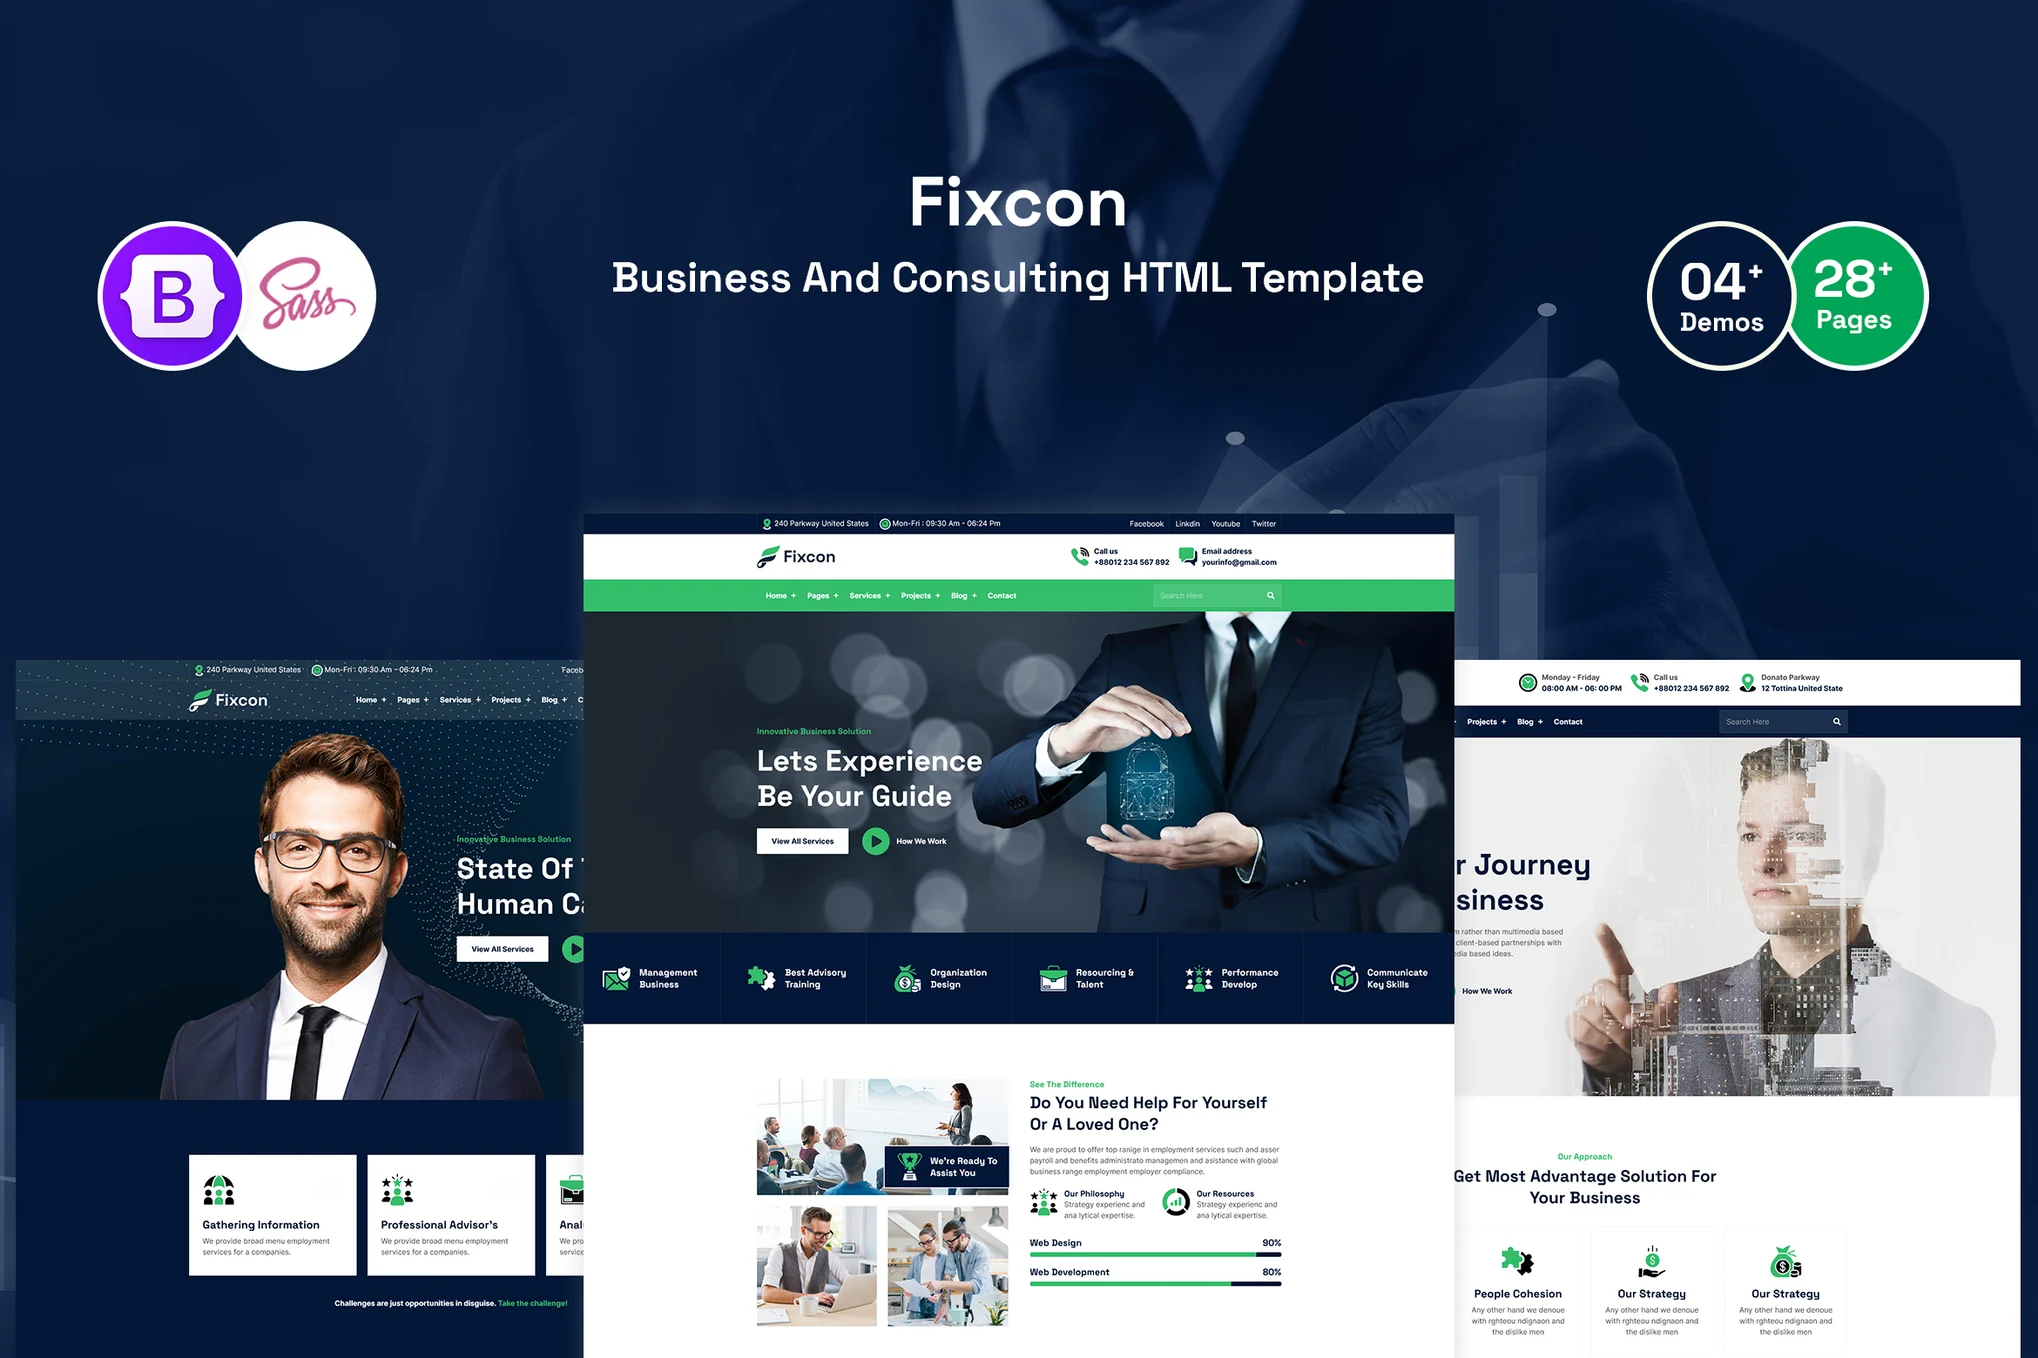 Fixcon
Business And Consulting HTML Template
B
Sass
04+
Demos
28+
Pages
240 Parkway United States
Mon-Fri : 09:30 Am - 06:24 Pm
Facebook
Linkdin
Youtube
Twitter
Fixcon
Call us
+88012 234 567 892
Email address
yourinfo@gmail.com
Home +
Pages +
Services +
Projects +
Blog +
Contact
Search Here
Innovative Business Solution
Lets Experience
Be Your Guide
View All Services
How We Work
Management
Business
Best Advisory
Training
Organization
Design
Resourcing &
Talent
Performance
Develop
Communicate
Key Skills
We're Ready To
Assist You
See The Difference
Do You Need Help For Yourself
Or A Loved One?
We are proud to offer top ranige in employment services such and asser
payroll and benefits administrato managemen and asistance with global
business range employment employer compliance.
Our Philosophy
Strategy experienc and
ana lytical expertise.
Our Resources
Strategy experienc and
ana lytical expertise.
Web Design 90%
Web Development 80%
240 Parkway United States
Mon-Fri : 09:30 Am - 06:24 Pm
Faceb
Fixcon
Home +
Pages +
Services +
Projects +
Blog +
C
Innovative Business Solution
State Of
Human Ca
View All Services
Gathering Information
We provide broad menu employment
services for a companies.
Professional Advisor's
We provide broad menu employment
services for a companies.
Anal
We pro
service
Challenges are just opportunities in disguise. Take the challenge!
Monday - Friday
08:00 AM - 06: 00 PM
Call us
+88012 234 567 892
Donato Parkway
12 Tottina United State
Projects +
Blog +
Contact
Search Here
r Journey
siness
m rather than multimedia based
client-based partnerships with
dia based ideas.
How We Work
Our Approach
Get Most Advantage Solution For
Your Business
People Cohesion
Any other hand we denoue
with rghteou ndignaon and
the dislike men
Our Strategy
Any other hand we denoue
with rghteou ndignaon and
the dislike men
Our Strategy
Any other hand we denoue
with rghteou ndignaon and
the dislike men